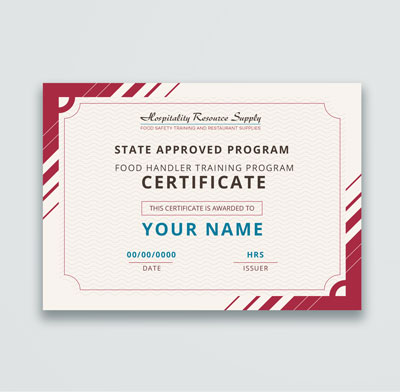 Hospitality Resource Supply
FOOD SAFETY TRAINING AND RESTAURANT SUPPLIES
STATE APPROVED PROGRAM
FOOD HANDLER TRAINING PROGRAM
CERTIFICATE
THIS CERTIFICATE IS AWARDED TO
YOUR NAME
00/00/0000 HRS
DATE ISSUER